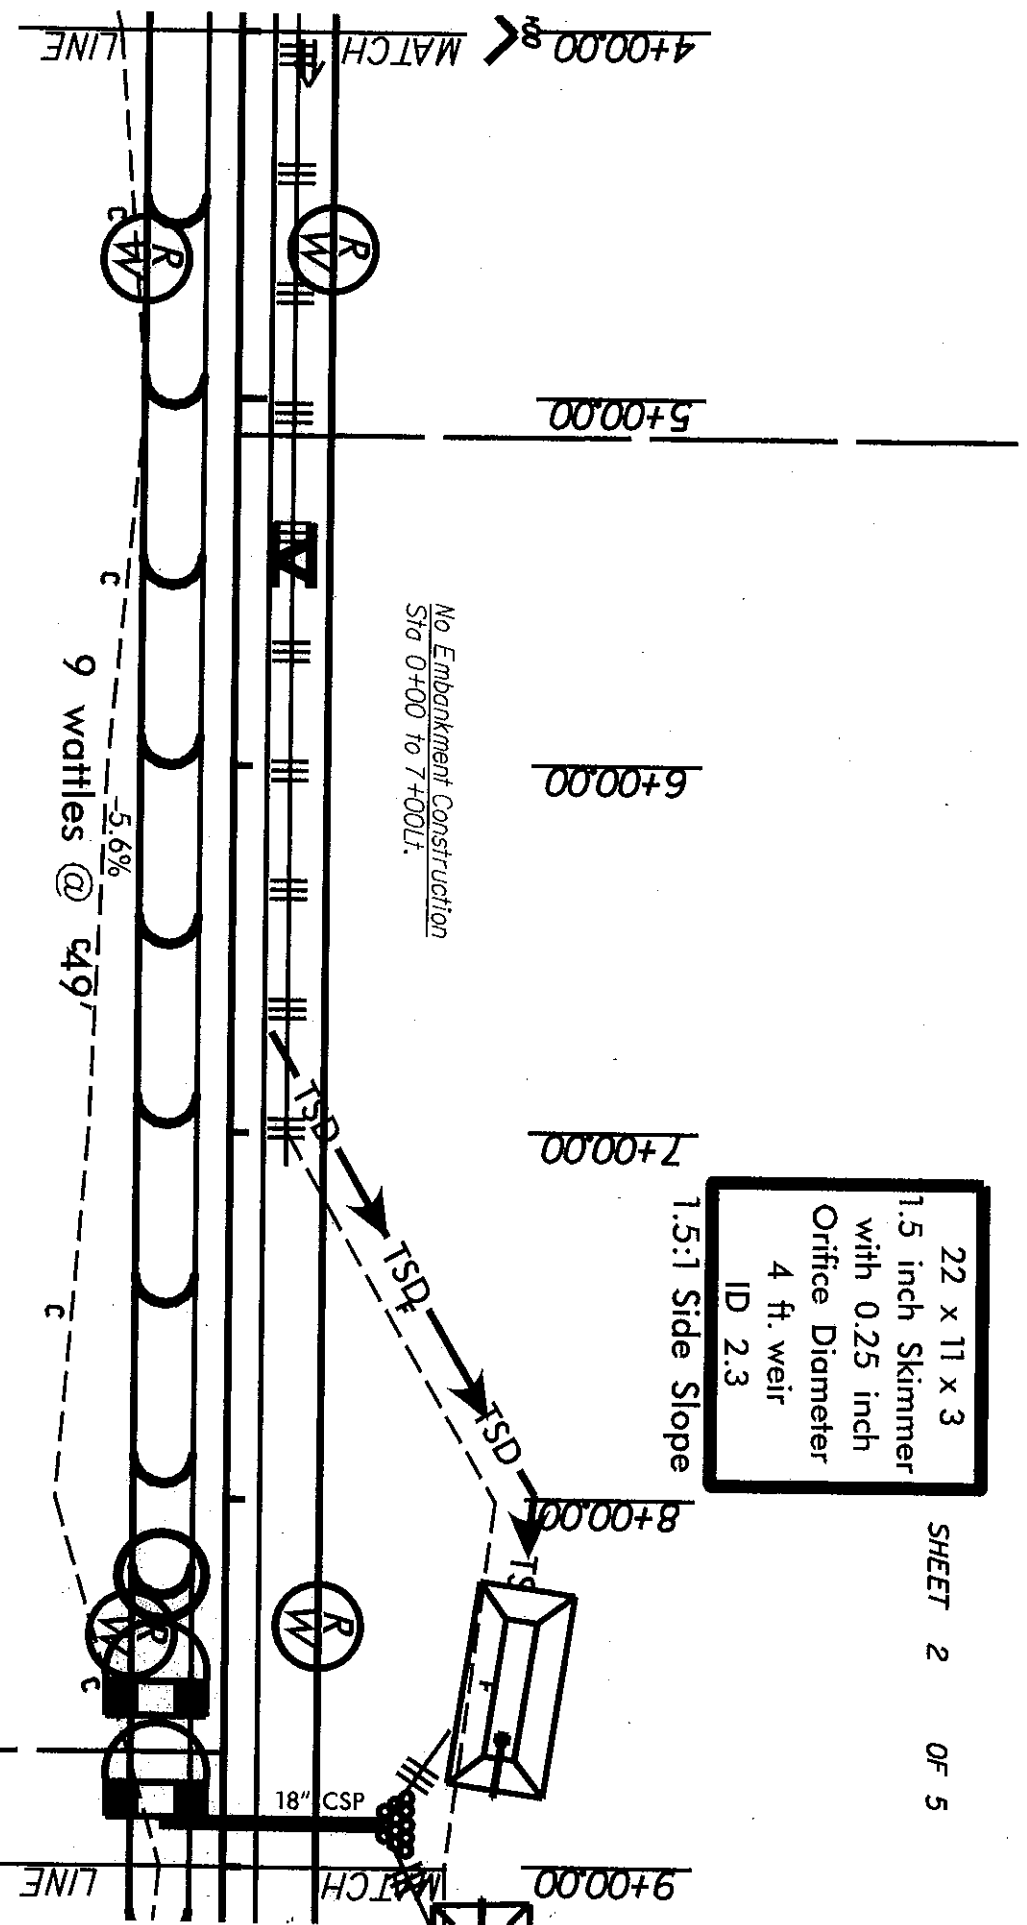 LINE
MATCH
4+00.00
C
R
W
R
W
5+00.00
A
C
No Embankment Construction
Sta 0+00 to 7+00Lt.
6+00.00
9 wattles @ 49'
-5.6%
C
TSD
7+00.00
TSD
F
TSD
22 x 11 x 3
1.5 inch Skimmer
with 0.25 inch
Orifice Diameter
4 ft. weir
ID 2.3
1.5:1 Side Slope
C
8+00.00
SHEET 2 OF 5
R
W
R
W
C
F
18" CSP
LINE
MATCH
9+00.00